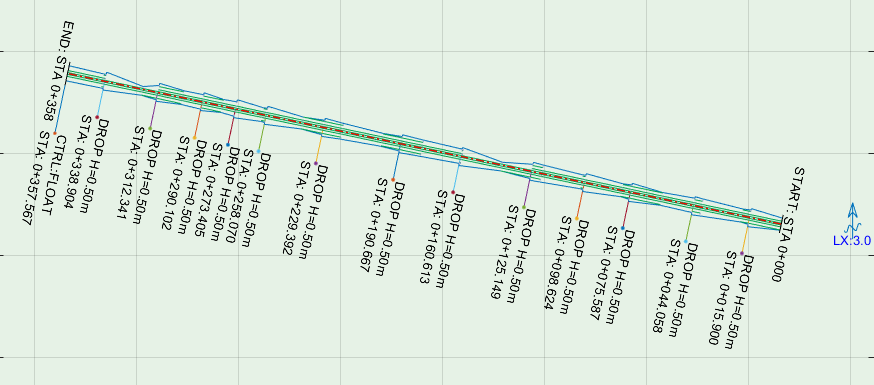 END: STA 0+358
CTRL:FLOAT
STA: 0+357.567
DROP H=0.50m
STA: 0+338.904
DROP H=0.50m
STA: 0+312.341
DROP H=0.50m
STA: 0+290.102
DROP H=0.50m
STA: 0+273.405
DROP H=0.50m
STA: 0+258.070
DROP H=0.50m
STA: 0+229.392
DROP H=0.50m
STA: 0+190.667
DROP H=0.50m
STA: 0+160.613
DROP H=0.50m
STA: 0+125.149
DROP H=0.50m
STA: 0+098.624
DROP H=0.50m
STA: 0+075.587
DROP H=0.50m
STA: 0+044.058
DROP H=0.50m
STA: 0+015.900
START: STA 0+000
LX:3.0